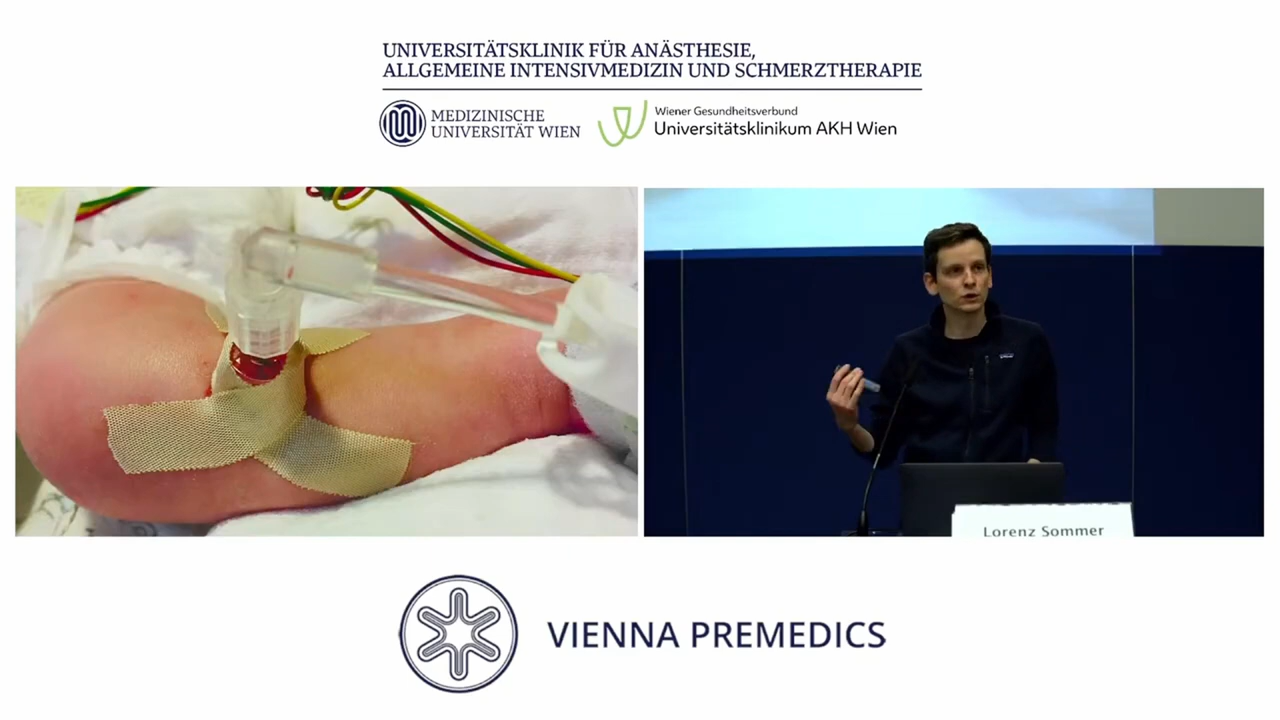 UNIVERSITÄTSKLINIK FÜR ANÄSTHESIE,
ALLGEMEINE INTENSIVMEDIZIN UND SCHMERZTHERAPIE
MEDIZINISCHE
UNIVERSITÄT WIEN
Wiener Gesundheitsverbund
Universitätsklinikum AKH Wien
Lorenz Sommer
VIENNA PREMEDICS